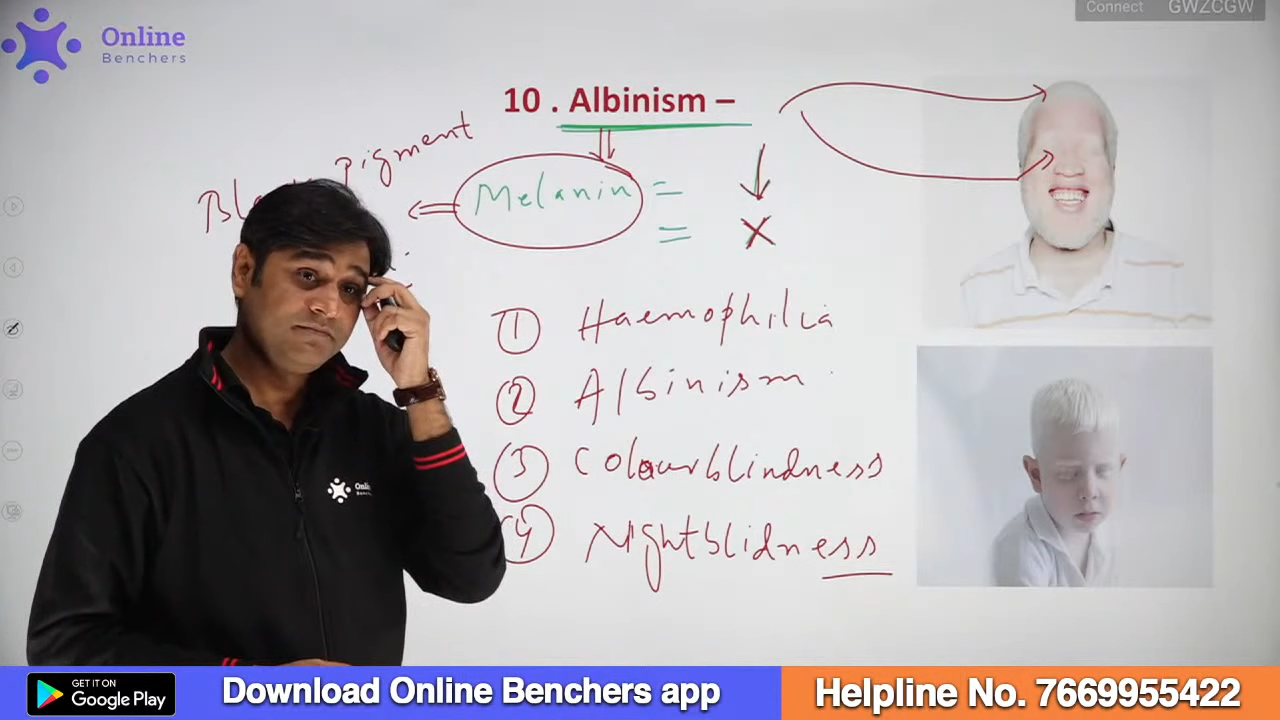 Connect GWZCGW
Online
Benchers
10 . Albinism –
Pigment
Melanin =
= X
1 Haemophilia
2 Albinism
3 Colourblindness
4 Nightblidness
GET IT ON
Google Play
Download Online Benchers app
Helpline No. 7669955422